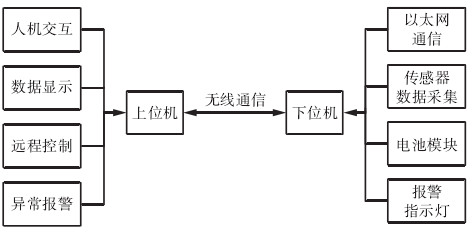 人机交互
数据显示
远程控制
异常报警
上位机
无线通信
下位机
以太网
通信
传感器
数据采集
电池模块
报警
指示灯